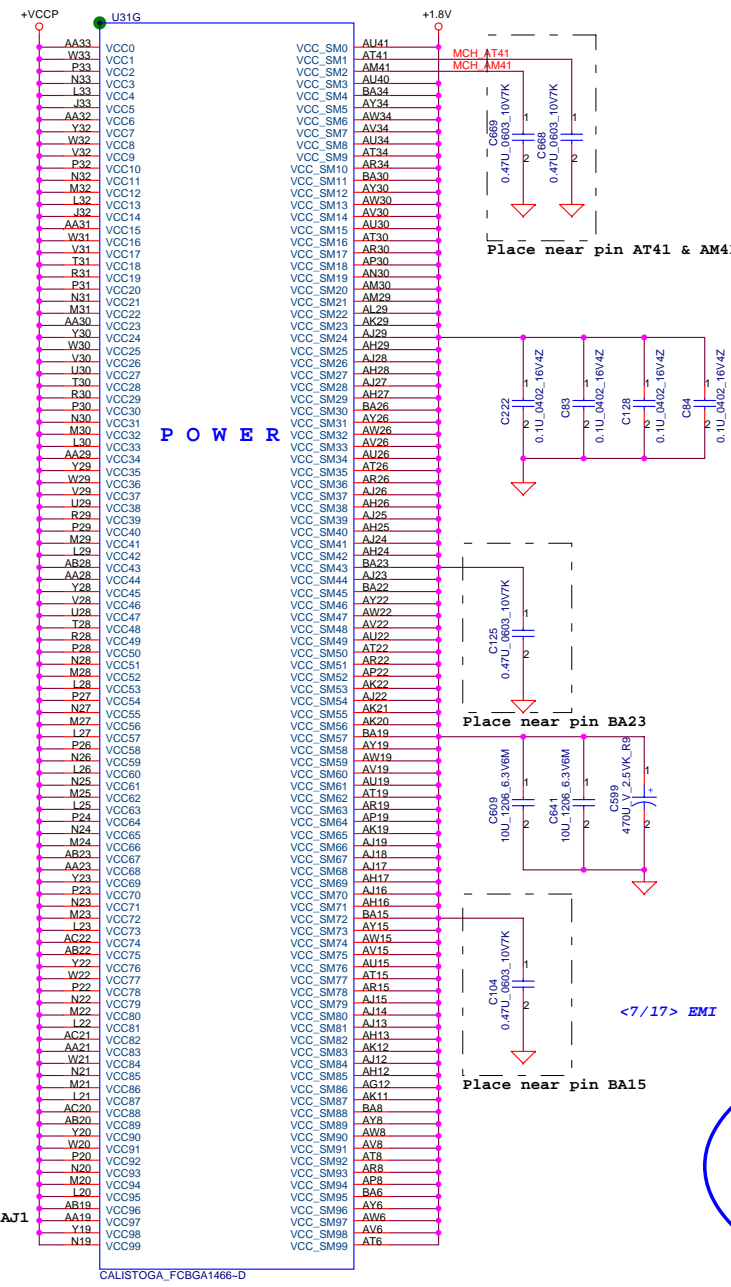 +VCCP
U31G
+1.8V
AA33 VCC0 VCC_SM0 AU41
W33 VCC1 VCC_SM1 AT41 MCH_AT41
P33 VCC2 VCC_SM2 AM41 MCH_AM41
N33 VCC3 VCC_SM3 AU40
L33 VCC4 VCC_SM4 BA34
J33 VCC5 VCC_SM5 AY34
AA32 VCC6 VCC_SM6 AW34
Y32 VCC7 VCC_SM7 AV34
W32 VCC8 VCC_SM8 AU34
V32 VCC9 VCC_SM9 AT34
P32 VCC10 VCC_SM10 AR34
N32 VCC11 VCC_SM11 BA30
M32 VCC12 VCC_SM12 AY30
L32 VCC13 VCC_SM13 AW30
J32 VCC14 VCC_SM14 AV30
AA31 VCC15 VCC_SM15 AU30
W31 VCC16 VCC_SM16 AT30
V31 VCC17 VCC_SM17 AR30
T31 VCC18 VCC_SM18 AP30
R31 VCC19 VCC_SM19 AN30
P31 VCC20 VCC_SM20 AM30
N31 VCC21 VCC_SM21 AM29
M31 VCC22 VCC_SM22 AL29
AA30 VCC23 VCC_SM23 AK29
Y30 VCC24 VCC_SM24 AJ29
W30 VCC25 VCC_SM25 AH29
V30 VCC26 VCC_SM26 AJ28
U30 VCC27 VCC_SM27 AH28
T30 VCC28 VCC_SM28 AJ27
R30 VCC29 VCC_SM29 AH27
P30 VCC30 VCC_SM30 BA26
N30 VCC31 VCC_SM31 AY26
M30 VCC32 VCC_SM32 AW26
L30 VCC33 VCC_SM33 AV26
AA29 VCC34 VCC_SM34 AU26
Y29 VCC35 VCC_SM35 AT26
W29 VCC36 VCC_SM36 AR26
V29 VCC37 VCC_SM37 AJ26
U29 VCC38 VCC_SM38 AH26
R29 VCC39 VCC_SM39 AJ25
P29 VCC40 VCC_SM40 AH25
M29 VCC41 VCC_SM41 AJ24
L29 VCC42 VCC_SM42 AH24
AB28 VCC43 VCC_SM43 BA23
AA28 VCC44 VCC_SM44 AJ23
Y28 VCC45 VCC_SM45 BA22
V28 VCC46 VCC_SM46 AY22
U28 VCC47 VCC_SM47 AW22
T28 VCC48 VCC_SM48 AV22
R28 VCC49 VCC_SM49 AU22
P28 VCC50 VCC_SM50 AT22
N28 VCC51 VCC_SM51 AR22
M28 VCC52 VCC_SM52 AP22
L28 VCC53 VCC_SM53 AK22
P27 VCC54 VCC_SM54 AJ22
N27 VCC55 VCC_SM55 AK21
M27 VCC56 VCC_SM56 AK20
L27 VCC57 VCC_SM57 BA19
P26 VCC58 VCC_SM58 AY19
N26 VCC59 VCC_SM59 AW19
L26 VCC60 VCC_SM60 AV19
N25 VCC61 VCC_SM61 AU19
M25 VCC62 VCC_SM62 AT19
L25 VCC63 VCC_SM63 AR19
P24 VCC64 VCC_SM64 AP19
N24 VCC65 VCC_SM65 AK19
M24 VCC66 VCC_SM66 AJ19
AB23 VCC67 VCC_SM67 AJ18
AA23 VCC68 VCC_SM68 AJ17
Y23 VCC69 VCC_SM69 AH17
P23 VCC70 VCC_SM70 AJ16
N23 VCC71 VCC_SM71 AH16
M23 VCC72 VCC_SM72 BA15
L23 VCC73 VCC_SM73 AY15
AC22 VCC74 VCC_SM74 AW15
AB22 VCC75 VCC_SM75 AV15
Y22 VCC76 VCC_SM76 AU15
W22 VCC77 VCC_SM77 AT15
P22 VCC78 VCC_SM78 AR15
N22 VCC79 VCC_SM79 AJ15
M22 VCC80 VCC_SM80 AJ14
L22 VCC81 VCC_SM81 AJ13
AC21 VCC82 VCC_SM82 AH13
AA21 VCC83 VCC_SM83 AK12
W21 VCC84 VCC_SM84 AJ12
N21 VCC85 VCC_SM85 AH12
M21 VCC86 VCC_SM86 AG12
L21 VCC87 VCC_SM87 AK11
AC20 VCC88 VCC_SM88 BA8
AB20 VCC89 VCC_SM89 AY8
Y20 VCC90 VCC_SM90 AW8
W20 VCC91 VCC_SM91 AV8
P20 VCC92 VCC_SM92 AT8
N20 VCC93 VCC_SM93 AR8
M20 VCC94 VCC_SM94 AP8
L20 VCC95 VCC_SM95 BA6
AB19 VCC96 VCC_SM96 AY6
AA19 VCC97 VCC_SM97 AW6
Y19 VCC98 VCC_SM98 AV6
N19 VCC99 VCC_SM99 AT6
AJ1
P O W E R
CALISTOGA_FCBGA1466~D
C669
0.47U_0603_10V7K
1
2
C668
0.47U_0603_10V7K
1
2
Place near pin AT41 & AM41
C222
0.1U_0402_16V4Z
1
2
C83
0.1U_0402_16V4Z
1
2
C128
0.1U_0402_16V4Z
1
2
C84
0.1U_0402_16V4Z
1
2
C125
0.47U_0603_10V7K
1
2
Place near pin BA23
C609
10U_1206_6.3V6M
1
2
C641
10U_1206_6.3V6M
1
2
C599
470U_V_2.5VK_R9
1
+
2
C104
0.47U_0603_10V7K
1
2
Place near pin BA15
<7/17> EMI